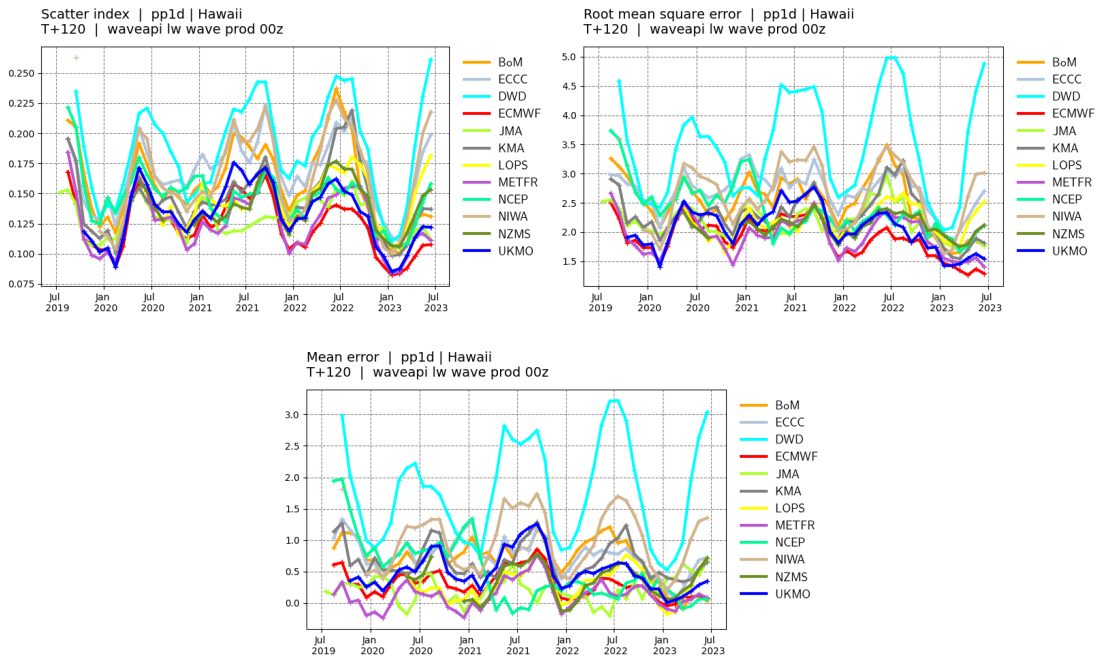 Scatter index | pp1d | Hawaii
T+120 | waveapi lw wave prod 00z
0.250
0.225
0.200
0.175
0.150
0.125
0.100
0.075
Jul
2019
Jan
2020
Jul
2020
Jan
2021
Jul
2021
Jan
2022
Jul
2022
Jan
2023
Jul
2023
BoM
ECCC
DWD
ECMWF
JMA
KMA
LOPS
METFR
NCEP
NIWA
NZMS
UKMO
Root mean square error | pp1d | Hawaii
T+120 | waveapi lw wave prod 00z
5.0
4.5
4.0
3.5
3.0
2.5
2.0
1.5
Jul
2019
Jan
2020
Jul
2020
Jan
2021
Jul
2021
Jan
2022
Jul
2022
Jan
2023
Jul
2023
BoM
ECCC
DWD
ECMWF
JMA
KMA
LOPS
METFR
NCEP
NIWA
NZMS
UKMO
Mean error | pp1d | Hawaii
T+120 | waveapi lw wave prod 00z
3.0
2.5
2.0
1.5
1.0
0.5
0.0
Jul
2019
Jan
2020
Jul
2020
Jan
2021
Jul
2021
Jan
2022
Jul
2022
Jan
2023
Jul
2023
BoM
ECCC
DWD
ECMWF
JMA
KMA
LOPS
METFR
NCEP
NIWA
NZMS
UKMO